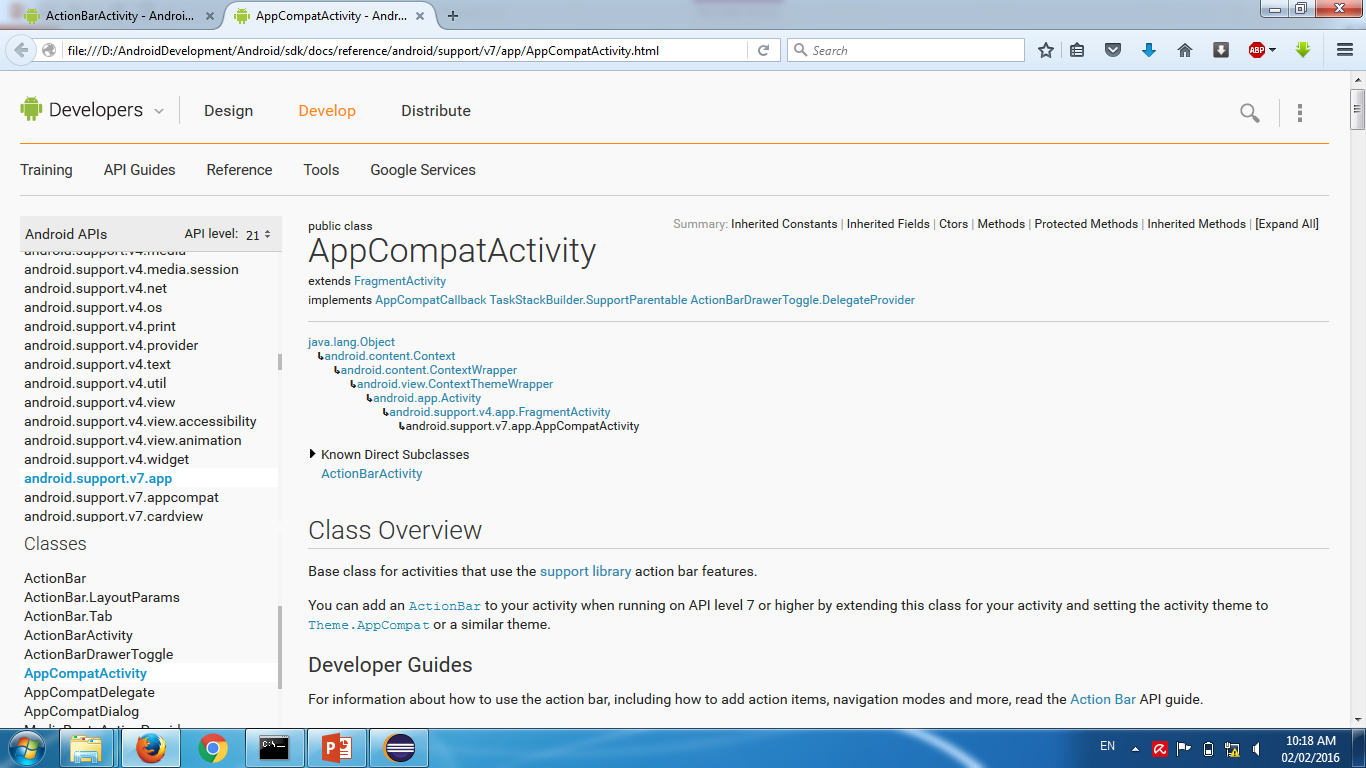 ActionBarActivity - Androi...
AppCompatActivity - Andr...
file:///D:/AndroidDevelopment/Android/sdk/docs/reference/android/support/v7/app/AppCompatActivity.html
Search
ABP
Developers
Design
Develop
Distribute
Training
API Guides
Reference
Tools
Google Services
Android APIs
API level: 21
android.support.v4.media
android.support.v4.media.session
android.support.v4.net
android.support.v4.os
android.support.v4.print
android.support.v4.provider
android.support.v4.text
android.support.v4.util
android.support.v4.view
android.support.v4.view.accessibility
android.support.v4.view.animation
android.support.v4.widget
android.support.v7.app
android.support.v7.appcompat
android.support.v7.cardview
Classes
ActionBar
ActionBar.LayoutParams
ActionBar.Tab
ActionBarActivity
ActionBarDrawerToggle
AppCompatActivity
AppCompatDelegate
AppCompatDialog
Summary: Inherited Constants | Inherited Fields | Ctors | Methods | Protected Methods | Inherited Methods | [Expand All]
public class
AppCompatActivity
extends FragmentActivity
implements AppCompatCallback TaskStackBuilder.SupportParentable ActionBarDrawerToggle.DelegateProvider
java.lang.Object
↳android.content.Context
↳android.content.ContextWrapper
↳android.view.ContextThemeWrapper
↳android.app.Activity
↳android.support.v4.app.FragmentActivity
↳android.support.v7.app.AppCompatActivity
Known Direct Subclasses
ActionBarActivity
Class Overview
Base class for activities that use the support library action bar features.
You can add an ActionBar to your activity when running on API level 7 or higher by extending this class for your activity and setting the activity theme to
Theme.AppCompat or a similar theme.
Developer Guides
For information about how to use the action bar, including how to add action items, navigation modes and more, read the Action Bar API guide.
EN
10:18 AM
02/02/2016